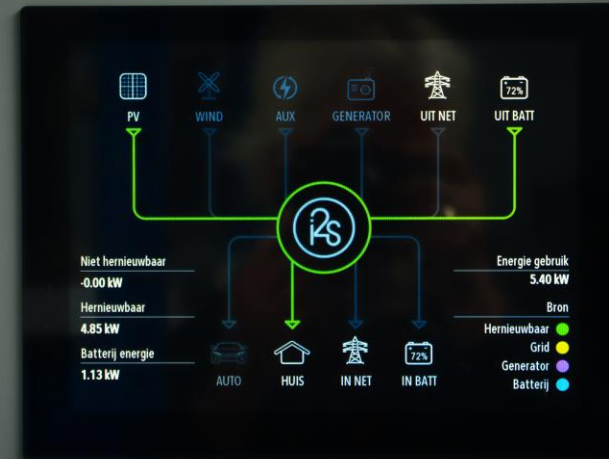 72%
PV
WIND
AUX
GENERATOR
UIT NET
UIT BATT
i2s
Niet hernieuwbaar
-0.00 kW
Hernieuwbaar
4.85 kW
Batterij energie
1.13 kW
Energie gebruik
5.40 kW
Bron
Hernieuwbaar
Grid
Generator
Batterij
72%
AUTO
HUIS
IN NET
IN BATT